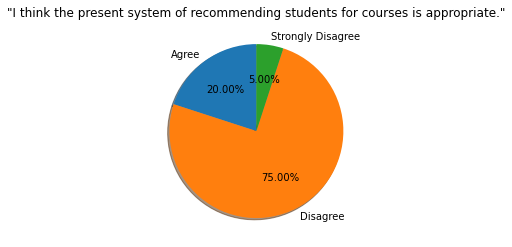 "I think the present system of recommending students for courses is appropriate."
Strongly Disagree
Agree
5.00%
20.00%
75.00%
Disagree